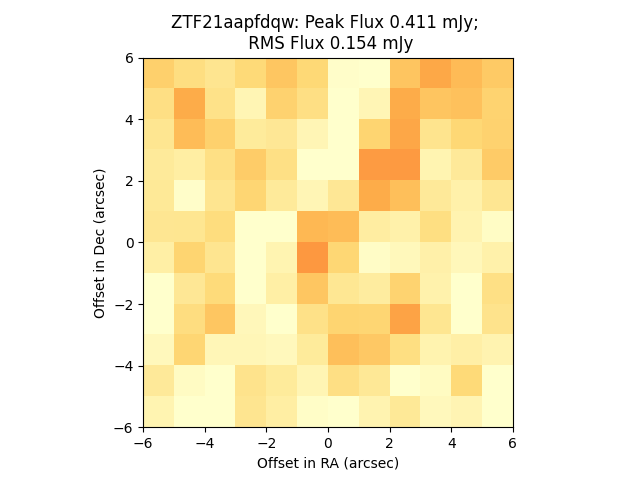 ZTF21aapfdqw: Peak Flux 0.411 mJy;
RMS Flux 0.154 mJy
6
4
2
0
−2
−4
−6
Offset in Dec (arcsec)
−6 −4 −2 0 2 4 6
Offset in RA (arcsec)